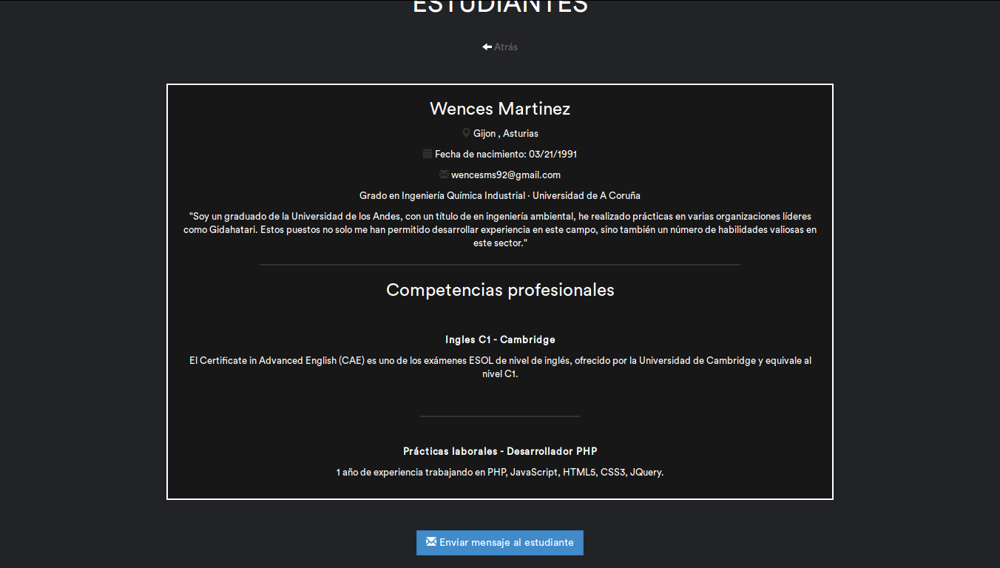 ESTUDIANTES
Atrás
Wences Martinez
Gijon , Asturias
Fecha de nacimiento: 03/21/1991
wencesms92@gmail.com
Grado en Ingeniería Química Industrial · Universidad de A Coruña
"Soy un graduado de la Universidad de los Andes, con un título de en ingeniería ambiental, he realizado prácticas en varias organizaciones líderes
como Gidahatari. Estos puestos no solo me han permitido desarrollar experiencia en este campo, sino también un número de habilidades valiosas en
este sector."
Competencias profesionales
Ingles C1 - Cambridge
El Certificate in Advanced English (CAE) es uno de los exámenes ESOL de nivel de inglés, ofrecido por la Universidad de Cambridge y equivale al
nivel C1.
Prácticas laborales - Desarrollador PHP
1 año de experiencia trabajando en PHP, JavaScript, HTML5, CSS3, JQuery.
Enviar mensaje al estudiante